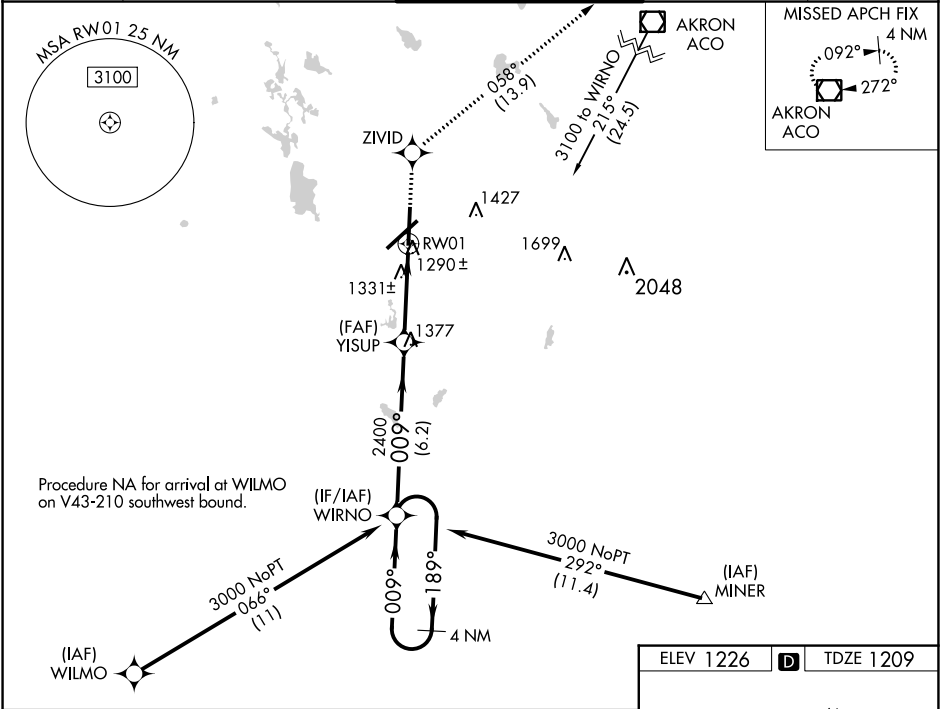 MSA RW01 25 NM
3100
058°
(13.9)
AKRON
ACO
3100 to WIRNO
215°
(24.5)
MISSED APCH FIX
4 NM
092°
272°
AKRON
ACO
ZIVID
1427
RW01
1290 ±
1699
2048
1331±
(FAF)
YISUP
1377
2400
009°
(6.2)
Procedure NA for arrival at WILMO
on V43-210 southwest bound.
(IF/IAF)
WIRNO
3000 NoPT
066°
(11)
009°
189°
4 NM
3000 NoPT
292°
(11.4)
(IAF)
MINER
(IAF)
WILMO
ELEV 1226
D
TDZE 1209